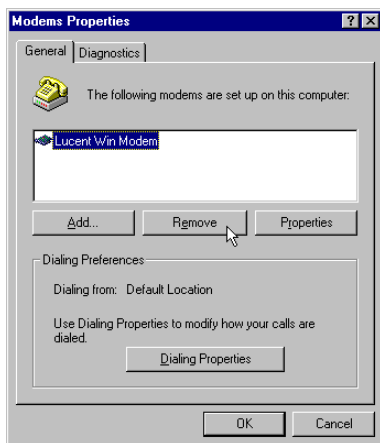 Modems Properties
General Diagnostics
The following modems are set up on this computer:
Lucent Win Modem
Add... Remove Properties
Dialing Preferences
Dialing from: Default Location
Use Dialing Properties to modify how your calls are
dialed.
Dialing Properties
OK Cancel